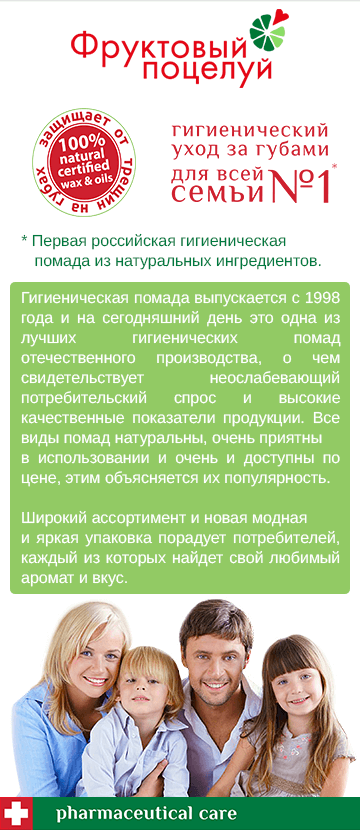 Фруктовый
поцелуй
защищает от трещин на губах
100%
natural
certified
wax & oils
гигиенический
уход за губами
для всей
семьи №1*
* Первая российская гигиеническая
помада из натуральных ингредиентов.
Гигиеническая помада выпускается с 1998
года и на сегодняшний день это одна из
лучших гигиенических помад
отечественного производства, о чем
свидетельствует неослабевающий
потребительский спрос и высокие
качественные показатели продукции. Все
виды помад натуральны, очень приятны
в использовании и очень и доступны по
цене, этим объясняется их популярность.
Широкий ассортимент и новая модная
и яркая упаковка порадует потребителей,
каждый из которых найдет свой любимый
аромат и вкус.
pharmaceutical care